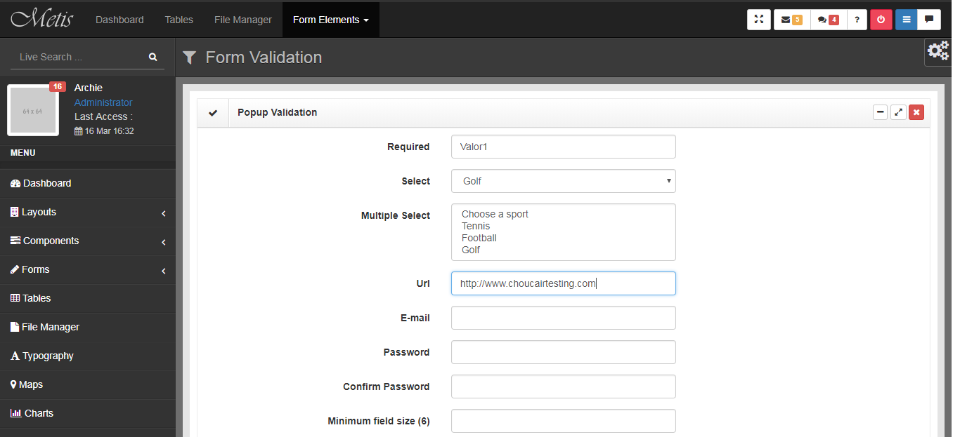 Metis Dashboard Tables File Manager Form Elements 4 ?
Live Search ...
Form Validation
16
Archie
Administrator
Last Access :
16 Mar 16:32
MENU
Dashboard
Layouts
Components
Forms
Tables
File Manager
Typography
Maps
Charts
Popup Validation
Required Valor1
Select Golf
Multiple Select Choose a sport
Tennis
Football
Golf
Url http://www.choucairtesting.com
E-mail
Password
Confirm Password
Minimum field size (6)